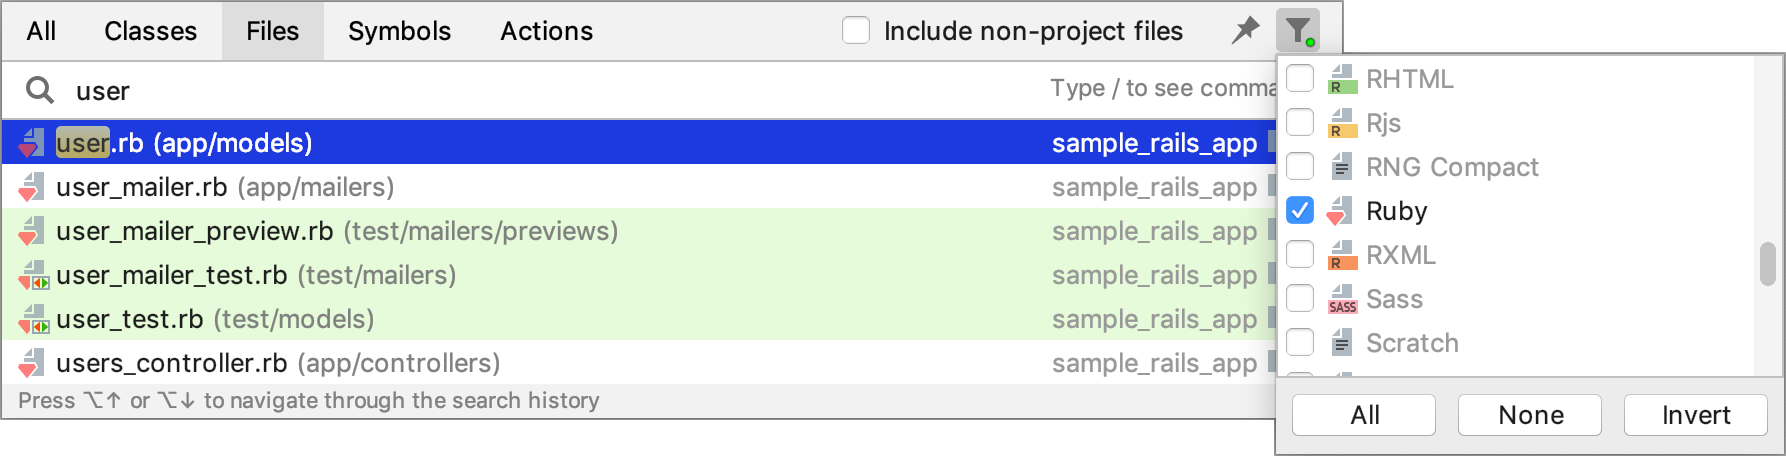 All Classes Files Symbols Actions Include non-project files
user Type / to see comma
user.rb (app/models) sample_rails_app
user_mailer.rb (app/mailers) sample_rails_app
user_mailer_preview.rb (test/mailers/previews) sample_rails_app
user_mailer_test.rb (test/mailers) sample_rails_app
user_test.rb (test/models) sample_rails_app
users_controller.rb (app/controllers) sample_rails_app
Press ⌥↑ or ⌥↓ to navigate through the search history
R RHTML
R Rjs
RNG Compact
Ruby
R RXML
SASS Sass
Scratch
All None Invert